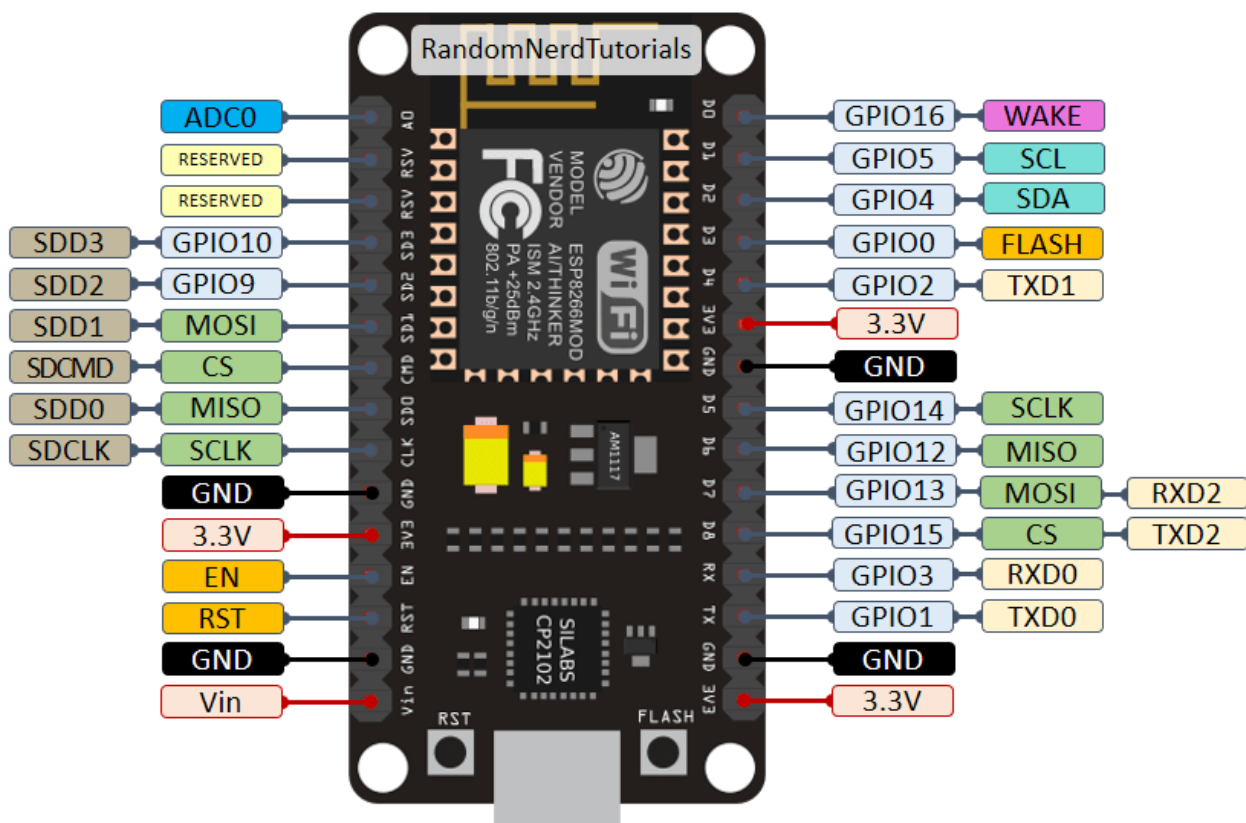 RandomNerdTutorials
ADC0
RESERVED
RESERVED
SDD3 GPIO10
SDD2 GPIO9
SDD1 MOSI
SDCMD CS
SDD0 MISO
SDCLK SCLK
GND
3.3V
EN
RST
GND
Vin
A0
RSV
RSV
SD3
SD2
SD1
CMD
SD0
CLK
GND
3V3
EN
RST
GND
Vin
MODEL
VENDOR
FC
ESP8266MOD
AI/THINKER
ISM 2.4GHz
PA +25dBm
802.11b/g/n
Wi Fi
AM1117
SILABS
CP2102
RST
FLASH
D0
D1
D2
D3
D4
3V3
GND
D5
D6
D7
D8
RX
TX
GND
3V3
GPIO16 WAKE
GPIO5 SCL
GPIO4 SDA
GPIO0 FLASH
GPIO2 TXD1
3.3V
GND
GPIO14 SCLK
GPIO12 MISO
GPIO13 MOSI RXD2
GPIO15 CS TXD2
GPIO3 RXD0
GPIO1 TXD0
GND
3.3V